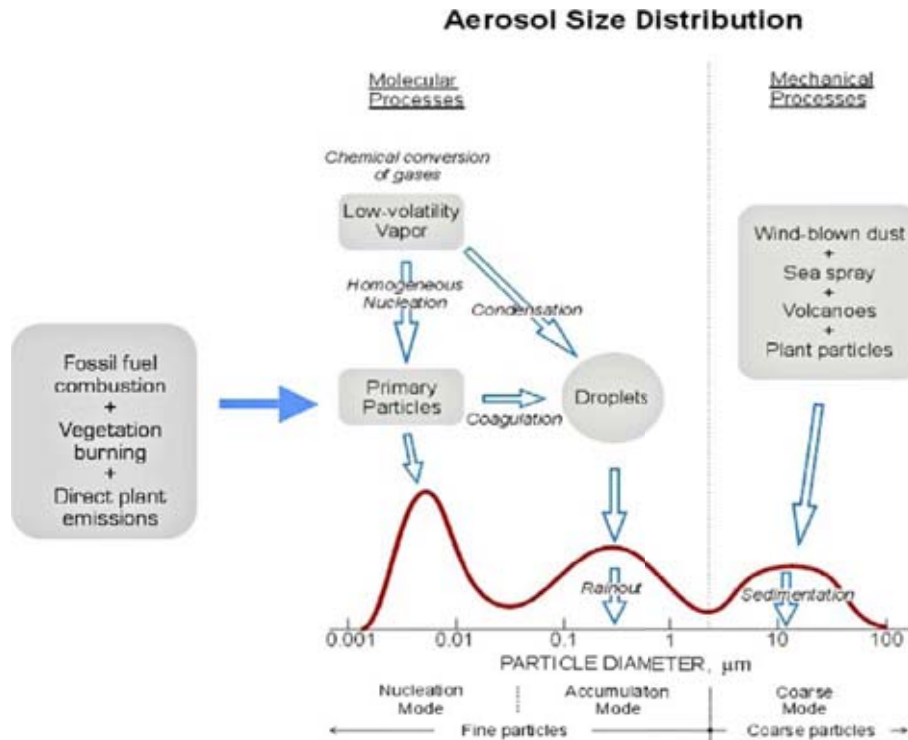 Aerosol Size Distribution
Molecular
Processes
Mechanical
Processes
Chemical conversion
of gases
Low-volatility
Vapor
Homogeneous
Nucleation
Condensation
Wind-blown dust
+
Sea spray
+
Volcanoes
+
Plant particles
Fossil fuel
combustion
+
Vegetation
burning
+
Direct plant
emissions
Primary
Particles
Coagulation
Droplets
Rainout
Sedimentation
0.001 0.01 0.1 1 10 100
PARTICLE DIAMETER, μm
Nucleation
Mode
Accumulaton
Mode
Coarse
Mode
Fine particles
Coarse particles